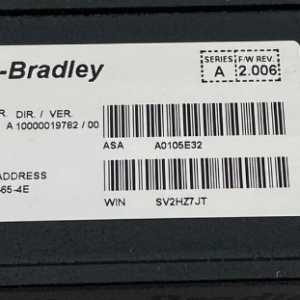 -Bradley
SERIES F/W REV.
A 2.006
R. DIR. / VER.
A 10000019782 / 00
ASA A0105E32
ADDRESS
-65-4E
WIN SV2HZ7JT